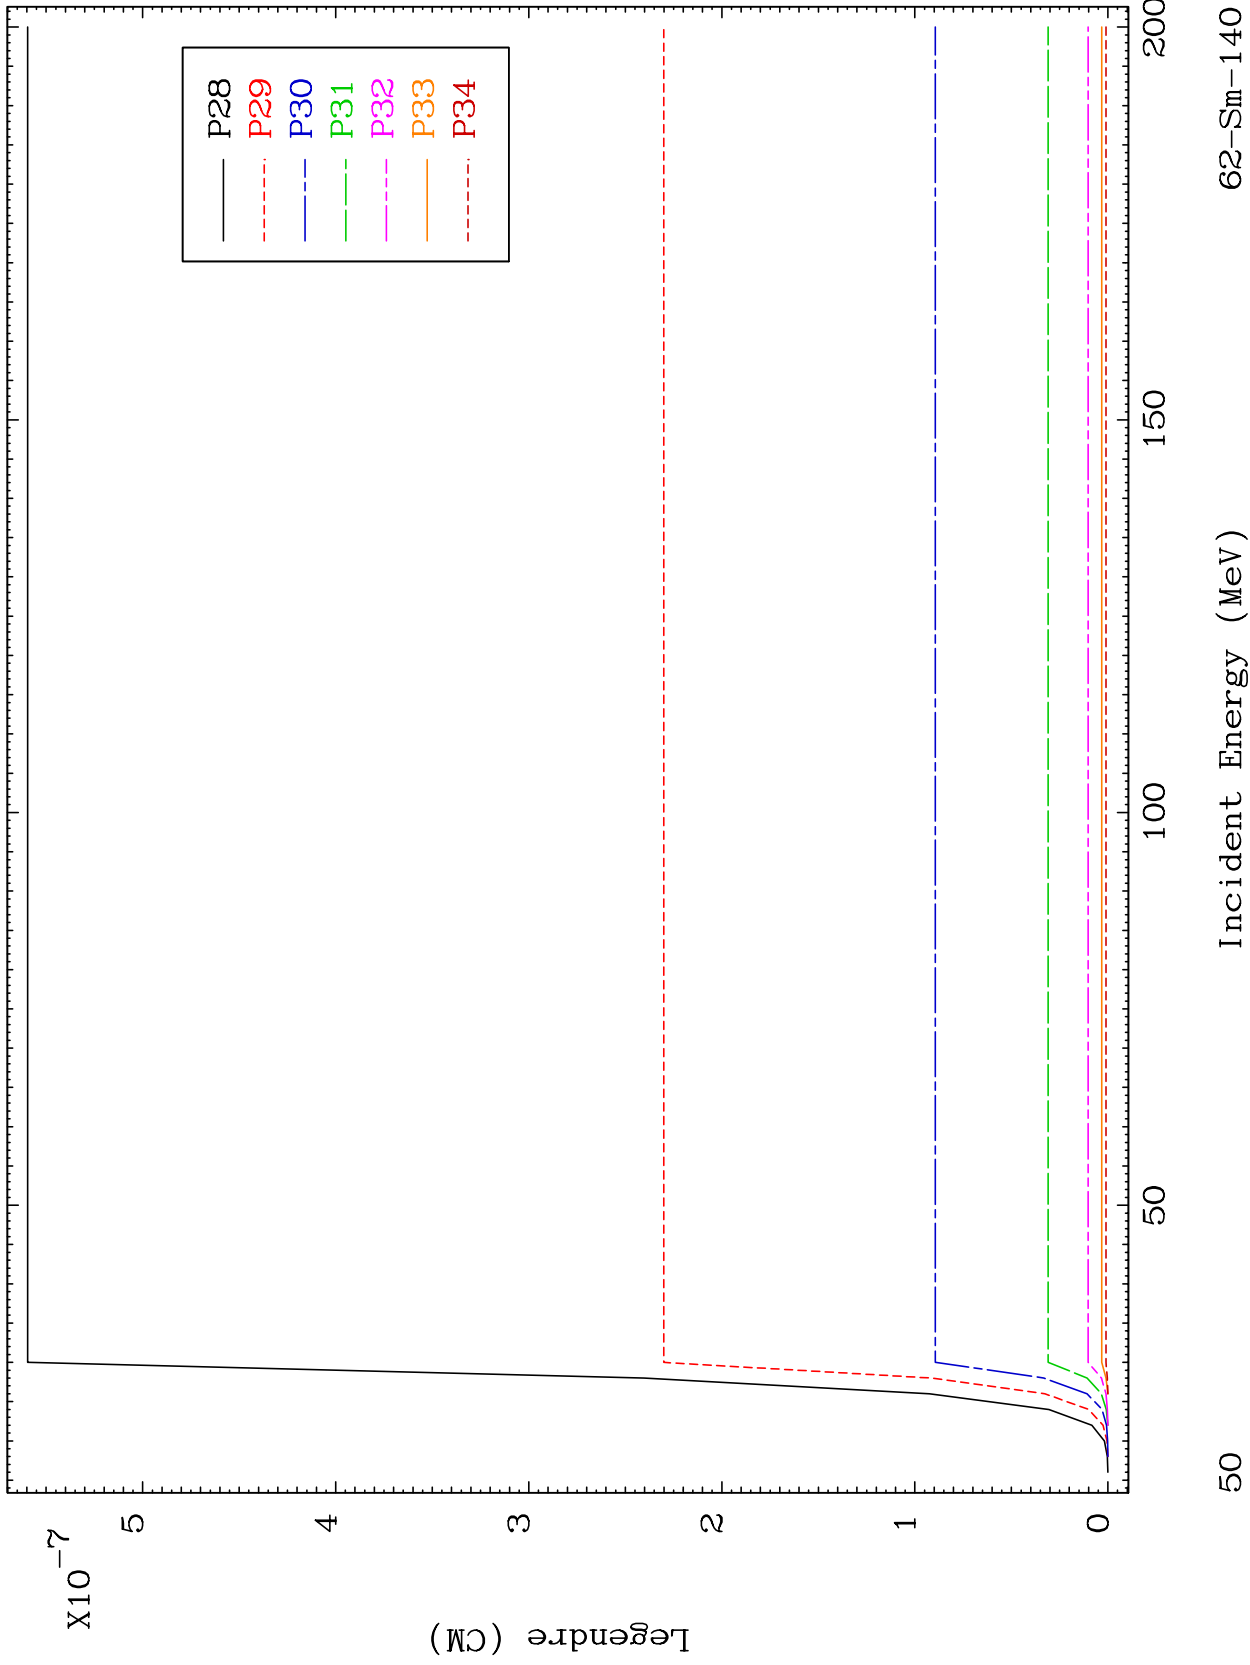 X10-7
5
4
3
2
1
0
Legendre (CM)
P28
P29
P30
P31
P32
P33
P34
50
100
150
200
Incident Energy (MeV)
50
62-Sm-140